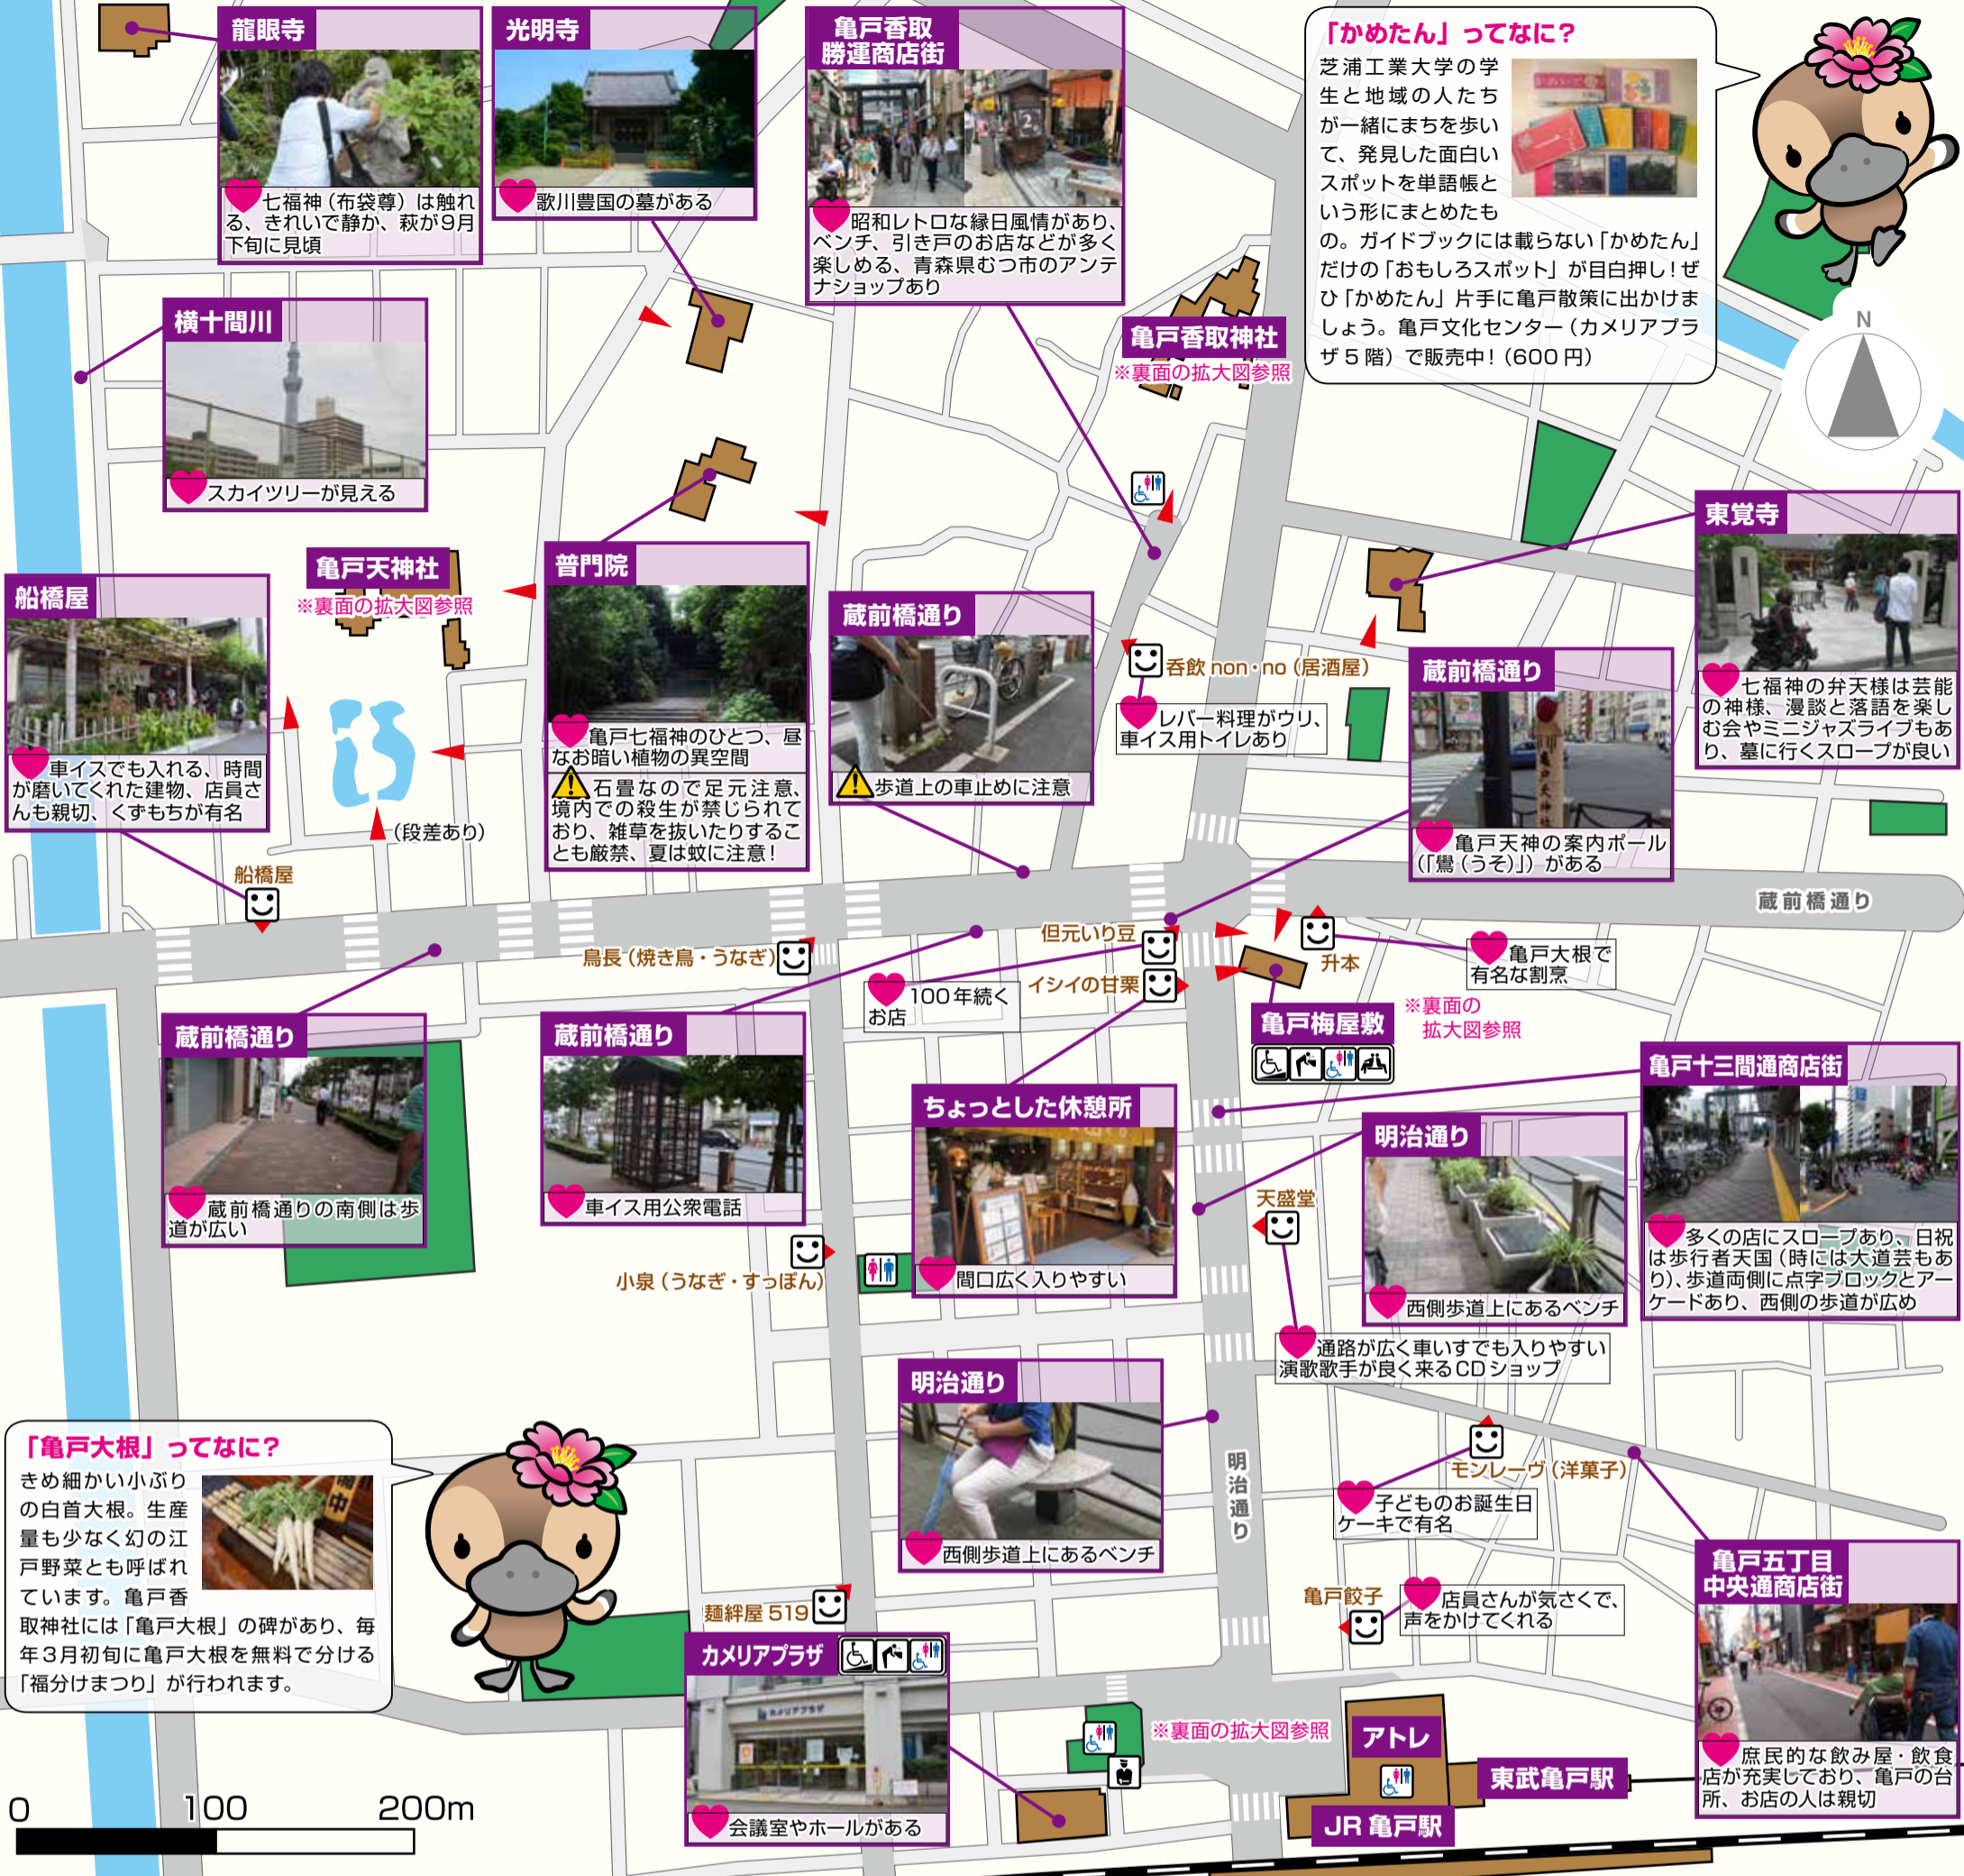 龍眼寺
七福神（布袋尊）は触れ
る、きれいで静か、萩が9月
下旬に見頃
光明寺
歌川豊国の墓がある
亀戸香取
勝運商店街
昭和レトロな縁日風情があり、
ベンチ、引き戸のお店などが多く
楽しめる、青森県むつ市のアンテ
ナショップあり
「かめたん」ってなに？
芝浦工業大学の学
生と地域の人たち
が一緒にまちを歩い
て、発見した面白い
スポットを単語帳と
いう形にまとめたも
の。ガイドブックには載らない「かめたん」
だけの「おもしろスポット」が目白押し！ぜ
ひ「かめたん」片手に亀戸散策に出かけま
しょう。亀戸文化センター（カメリアプラ
ザ5階）で販売中！（600円）
N
横十間川
スカイツリーが見える
亀戸香取神社
※裏面の拡大図参照
東覚寺
七福神の弁天様は芸能
の神様、漫談と落語を楽し
む会やミニジャズライブもあ
り、墓に行くスロープが良い
船橋屋
車イスでも入れる、時間
が磨いてくれた建物、店員さ
んも親切、くずもちが有名
亀戸天神社
※裏面の拡大図参照
（段差あり）
船橋屋
普門院
亀戸七福神のひとつ、昼
なお暗い植物の異空間
石畳なので足元注意、
境内での殺生が禁じられて
おり、雑草を抜いたりするこ
とも厳禁、夏は蚊に注意！
蔵前橋通り
歩道上の車止めに注意
呑飲 non・no（居酒屋）
レバー料理がウリ、
車イス用トイレあり
蔵前橋通り
亀戸天神社
亀戸天神の案内ポール
（「鷽（うそ）」）がある
蔵前橋通り
鳥長（焼き鳥・うなぎ）
但元いり豆
イシイの甘栗
100年続く
お店
升本
亀戸大根で
有名な割烹
亀戸梅屋敷
※裏面の
拡大図参照
蔵前橋通り
蔵前橋通りの南側は歩
道が広い
蔵前橋通り
車イス用公衆電話
ちょっとした休憩所
間口広く入りやすい
小泉（うなぎ・すっぽん）
亀戸十三間通商店街
多くの店にスロープあり、日祝
は歩行者天国（時には大道芸もあ
り）、歩道両側に点字ブロックとアー
ケードあり、西側の歩道が広め
明治通り
西側歩道上にあるベンチ
天盛堂
通路が広く車いすでも入りやすい
演歌歌手が良く来るCDショップ
明治通り
西側歩道上にあるベンチ
明治通り
モンレーヴ（洋菓子）
子どものお誕生日
ケーキで有名
亀戸餃子
店員さんが気さくで、
声をかけてくれる
亀戸五丁目
中央通商店街
庶民的な飲み屋・飲食
店が充実しており、亀戸の台
所、お店の人は親切
「亀戸大根」ってなに？
きめ細かい小ぶり
の白首大根。生産
量も少なく幻の江
戸野菜とも呼ばれ
ています。亀戸香
取神社には「亀戸大根」の碑があり、毎
年3月初旬に亀戸大根を無料で分ける
「福分けまつり」が行われます。
麺絆屋 519
カメリアプラザ
カメリアプラザ
会議室やホールがある
※裏面の拡大図参照
アトレ
東武亀戸駅
JR 亀戸駅
0 100 200m